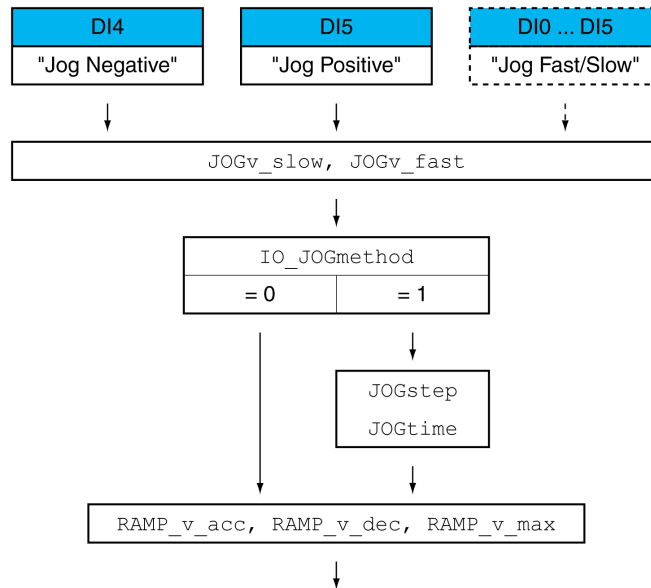 DI4 DI5 DI0 ... DI5
"Jog Negative" "Jog Positive" "Jog Fast/Slow"
JOGv_slow, JOGv_fast
IO_JOGmethod
= 0 = 1
JOGstep
JOGtime
RAMP_v_acc, RAMP_v_dec, RAMP_v_max